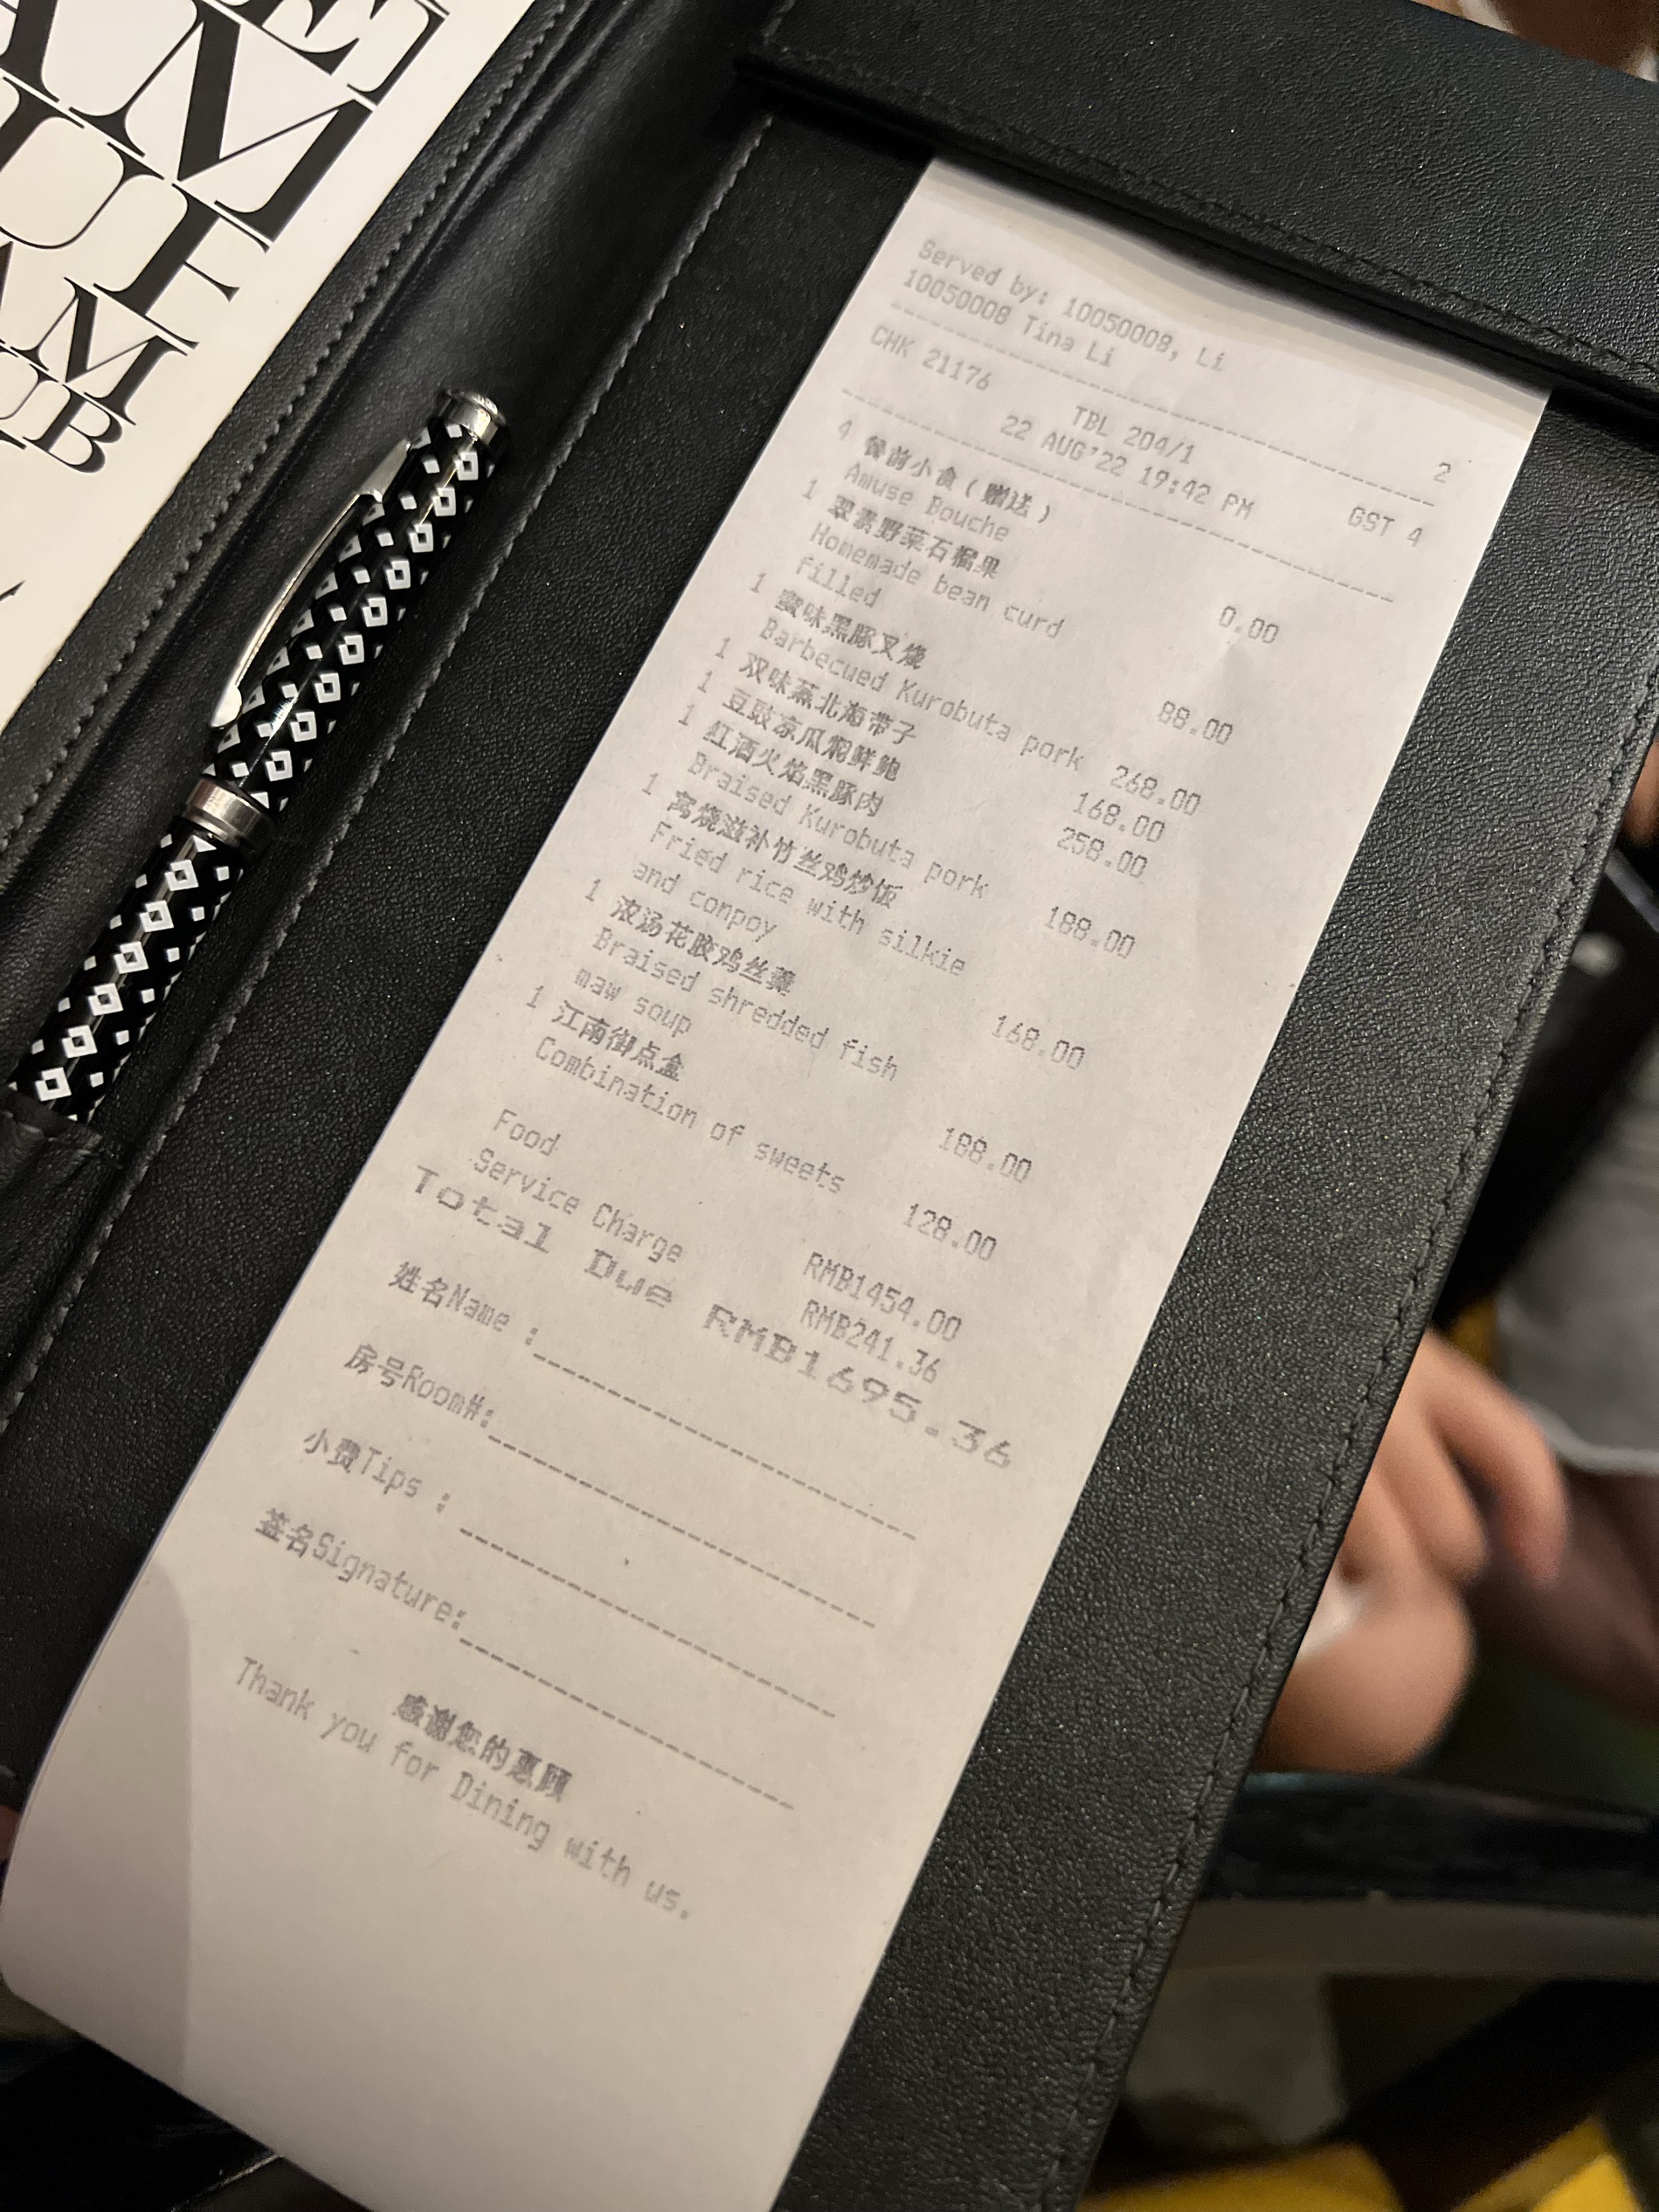 Served by: 10050008, Li
10050008 Tina Li
2
CHK 21176 TBL 204/1 GST 4
22 AUG'22 19:42 PM
4 餐前小食(赠送)
Amuse Bouche 0.00
1 翠素野菜石榴果
Homemade bean curd
filled 88.00
1 蜜味黑豚叉烧
Barbecued Kurobuta pork 268.00
1 双味蒸北海带子 168.00
1 豆豉凉瓜焖鲜鲍 258.00
1 红酒火焰黑豚肉
Braised Kurobuta pork 188.00
1 窝烧滋补竹丝鸡炒饭
Fried rice with silkie
and conpoy 168.00
1 浓汤花胶鸡丝羹
Braised shredded fish
maw soup 188.00
1 江南御点盒
Combination of sweets 128.00
Food RMB1454.00
Service Charge RMB241.36
Total Due RMB1695.36
姓名Name :
房号Room#:
小费Tips :
签名Signature:
感谢您的惠顾
Thank you for Dining with us.